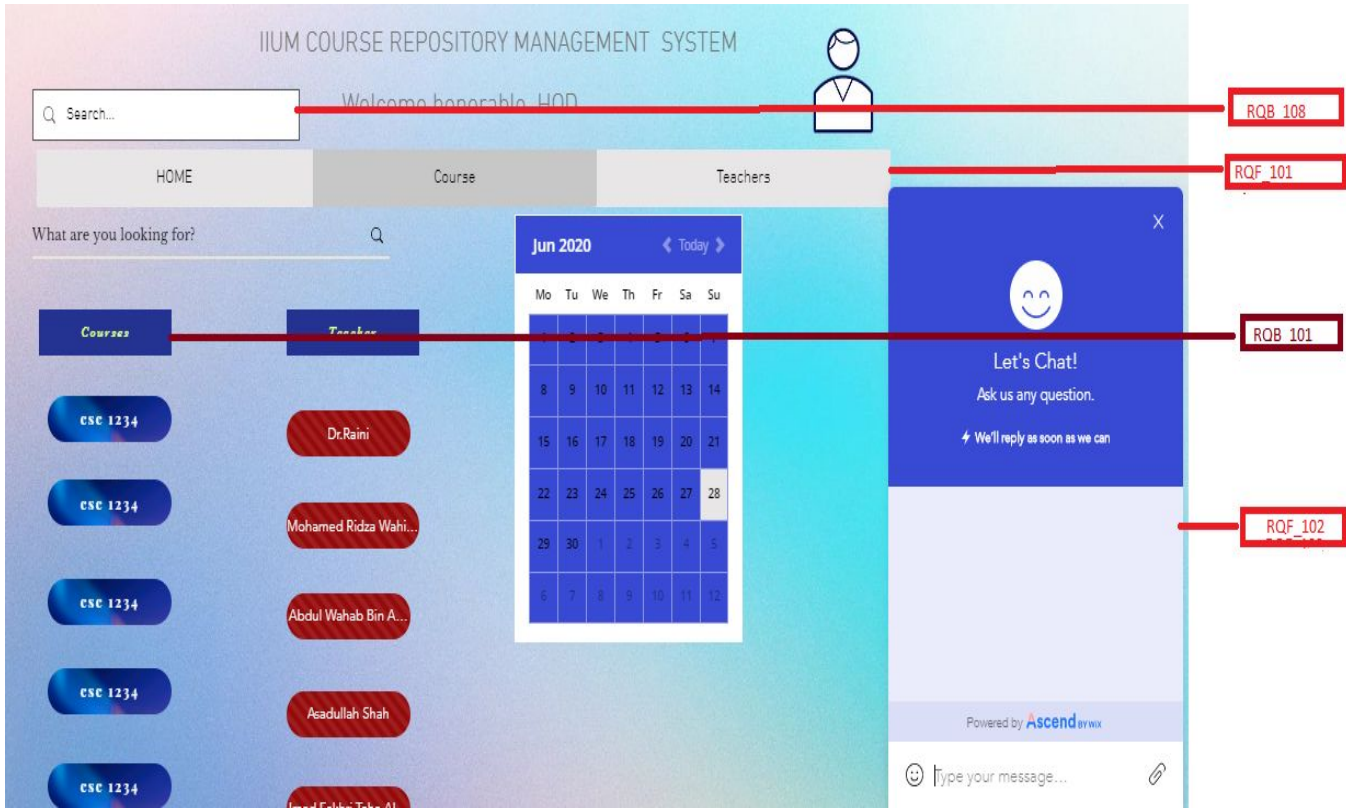 IIUM COURSE REPOSITORY MANAGEMENT SYSTEM
Welcome honorable HOD
Search...
RQB_108
HOME Course Teachers
RQF_101
What are you looking for?
Jun 2020 Today
X
Mo Tu We Th Fr Sa Su
Courses Teacher
RQB_101
Let's Chat!
Ask us any question.
We'll reply as soon as we can
8 9 10 11 12 13 14
15 16 17 18 19 20 21
22 23 24 25 26 27 28
29 30 1 2 3 4 5
6 7 8 9 10 11 12
csc 1234
Dr.Raini
csc 1234
Mohamed Ridza Wahi...
csc 1234
Abdul Wahab Bin A...
csc 1234
Asadullah Shah
csc 1234
RQF_102
Powered by Ascend BY WIX
Type your message...